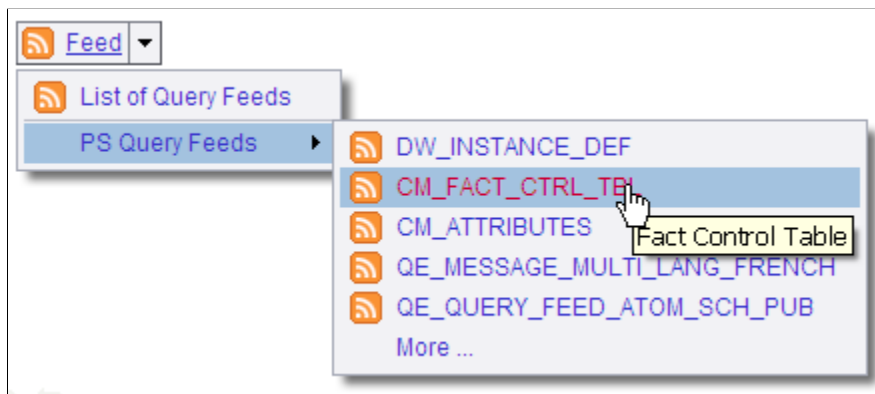 Feed
List of Query Feeds
PS Query Feeds
DW_INSTANCE_DEF
CM_FACT_CTRL_TBL
CM_ATTRIBUTES
Fact Control Table
QE_MESSAGE_MULTI_LANG_FRENCH
QE_QUERY_FEED_ATOM_SCH_PUB
More ...